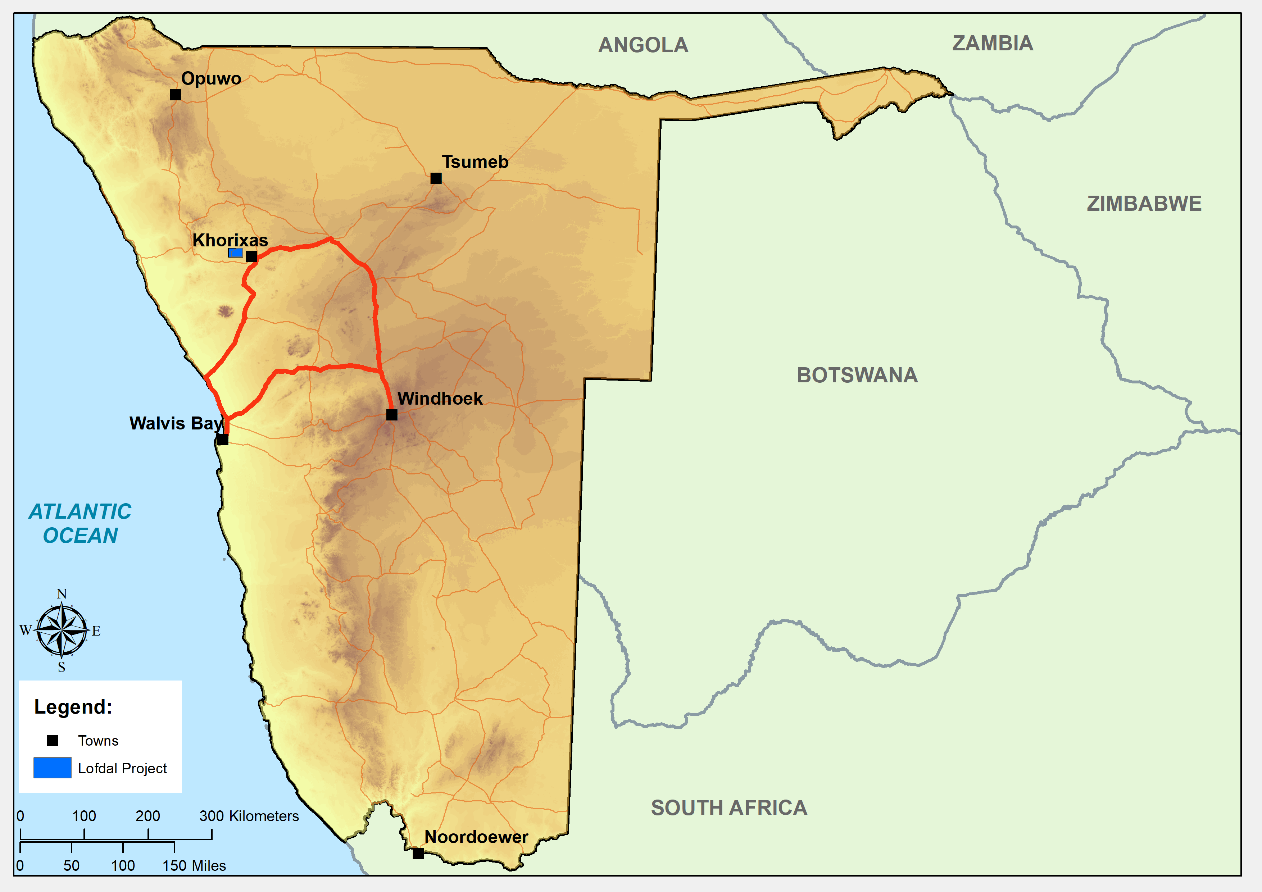 ANGOLA
ZAMBIA
Opuwo
Tsumeb
ZIMBABWE
Khorixas
BOTSWANA
Windhoek
Walvis Bay
ATLANTIC
OCEAN
N
W E
S
Legend:
Towns
Lofdal Project
SOUTH AFRICA
0 100 200 300 Kilometers
Noordoewer
0 50 100 150 Miles